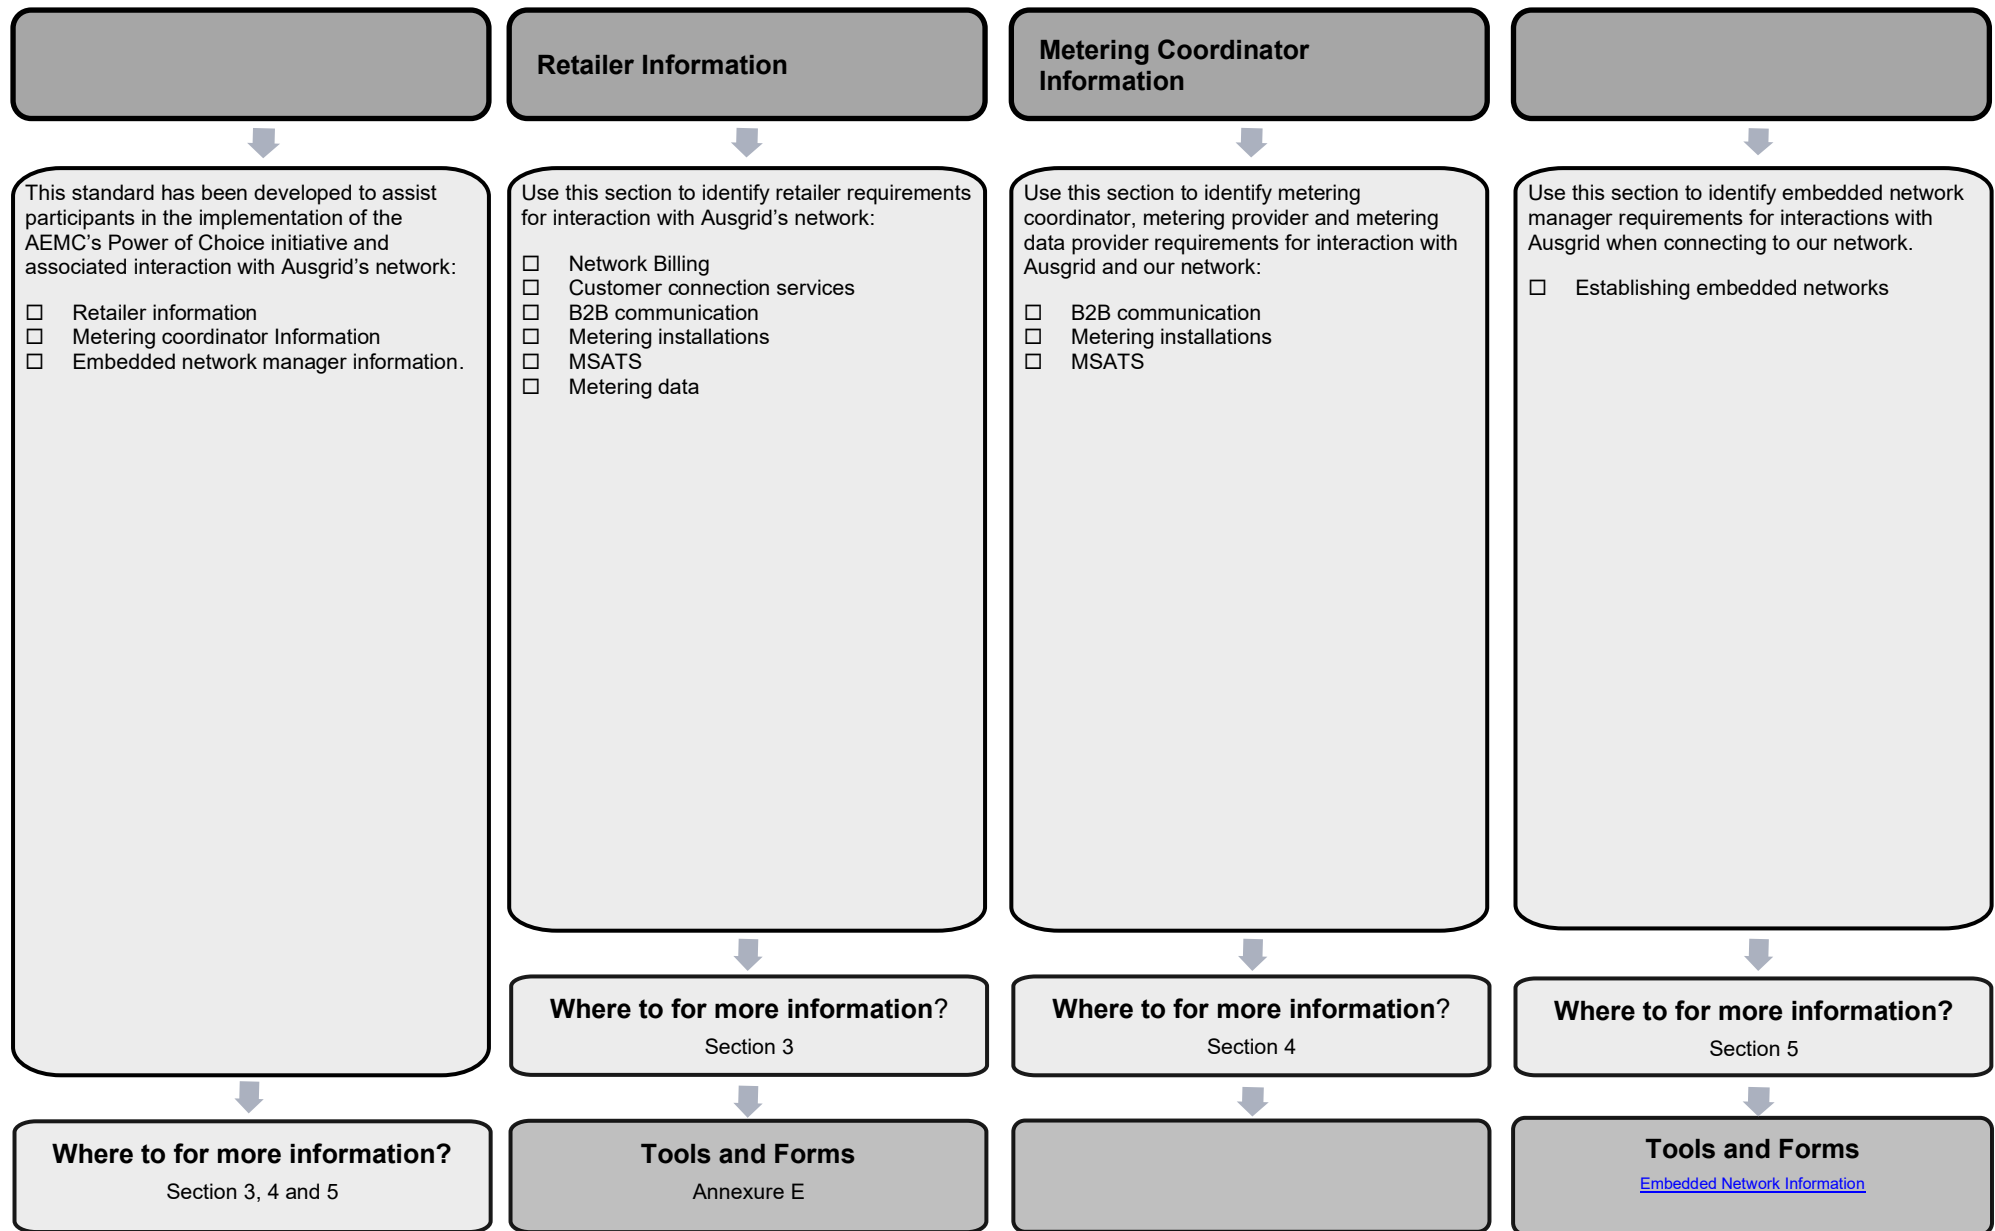 Retailer Information
Metering Coordinator
Information
This standard has been developed to assist
participants in the implementation of the
AEMC's Power of Choice initiative and
associated interaction with Ausgrid's network:
☐ Retailer information
☐ Metering coordinator Information
☐ Embedded network manager information.
Where to for more information?
Section 3, 4 and 5
Use this section to identify retailer requirements
for interaction with Ausgrid's network:
☐ Network Billing
☐ Customer connection services
☐ B2B communication
☐ Metering installations
☐ MSATS
☐ Metering data
Where to for more information?
Section 3
Tools and Forms
Annexure E
Use this section to identify metering
coordinator, metering provider and metering
data provider requirements for interaction with
Ausgrid and our network:
☐ B2B communication
☐ Metering installations
☐ MSATS
Where to for more information?
Section 4
Use this section to identify embedded network
manager requirements for interactions with
Ausgrid when connecting to our network.
☐ Establishing embedded networks
Where to for more information?
Section 5
Tools and Forms
Embedded Network Information